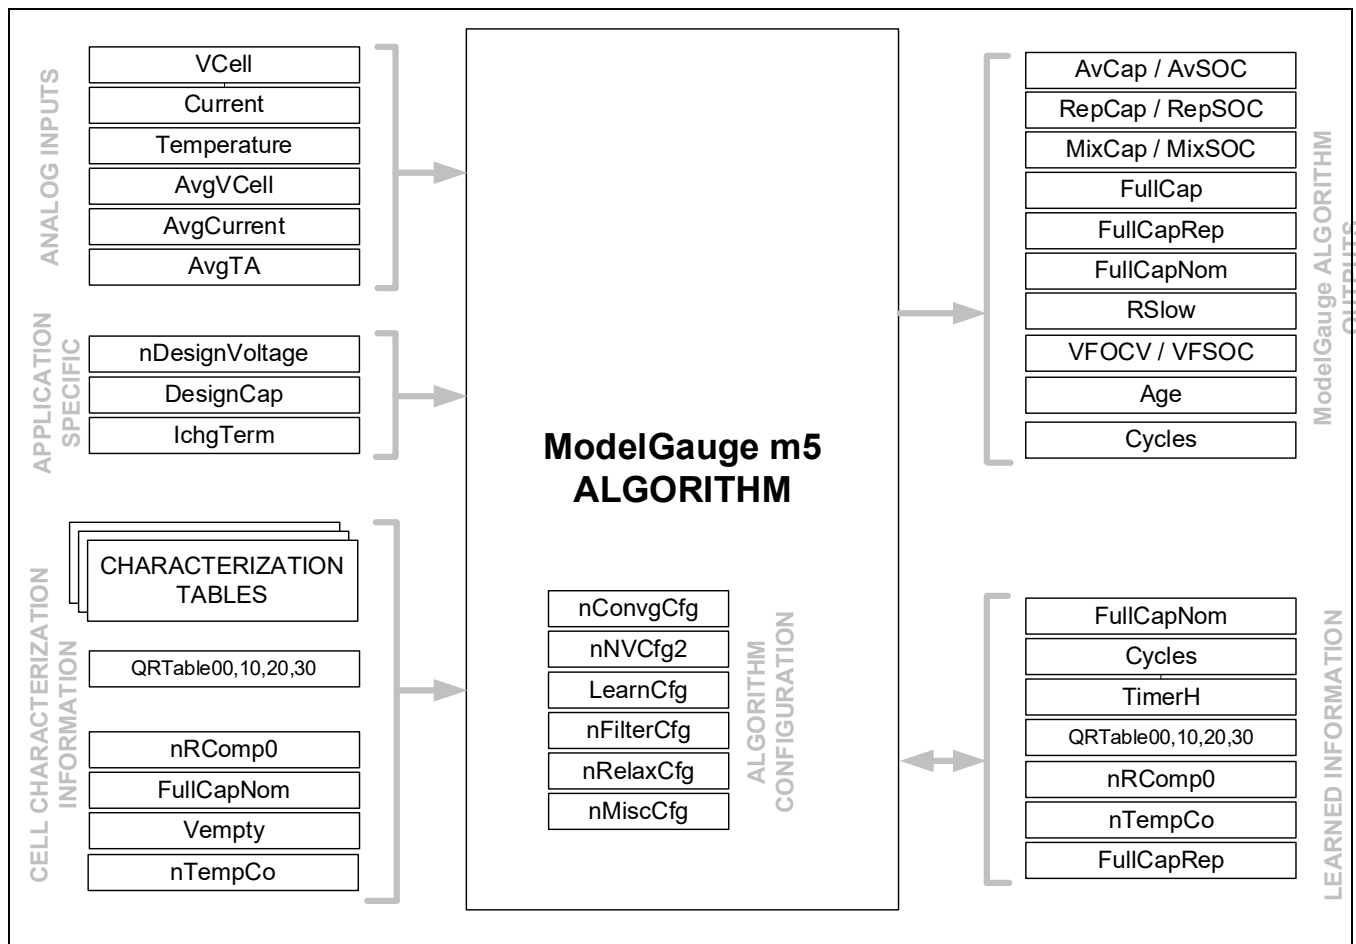 ANALOG INPUTS
VCell
Current
Temperature
AvgVCell
AvgCurrent
AvgTA
APPLICATION
SPECIFIC
nDesignVoltage
DesignCap
IchgTerm
CELL CHARACTERIZATION
INFORMATION
CHARACTERIZATION
TABLES
QRTable00,10,20,30
nRComp0
FullCapNom
Vempty
nTempCo
ModelGauge m5
ALGORITHM
nConvgCfg
nNVCfg2
LearnCfg
nFilterCfg
nRelaxCfg
nMiscCfg
ALGORITHM
CONFIGURATION
AvCap / AvSOC
RepCap / RepSOC
MixCap / MixSOC
FullCap
FullCapRep
FullCapNom
RSlow
VFOCV / VFSOC
Age
Cycles
ModelGauge ALGORITHM
OUTPUTS
FullCapNom
Cycles
TimerH
QRTable00,10,20,30
nRComp0
nTempCo
FullCapRep
LEARNED INFORMATION